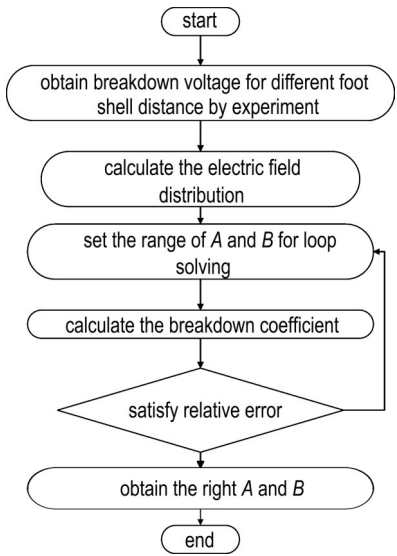 start
obtain breakdown voltage for different foot
shell distance by experiment
calculate the electric field
distribution
set the range of A and B for loop
solving
calculate the breakdown coefficient
satisfy relative error
obtain the right A and B
end